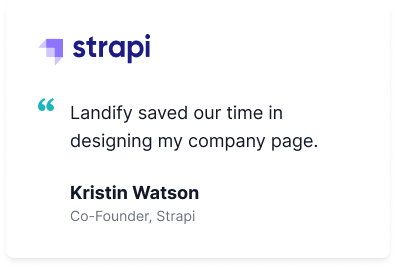 strapi
“
Landify saved our time in
designing my company page.
Kristin Watson
Co-Founder, Strapi